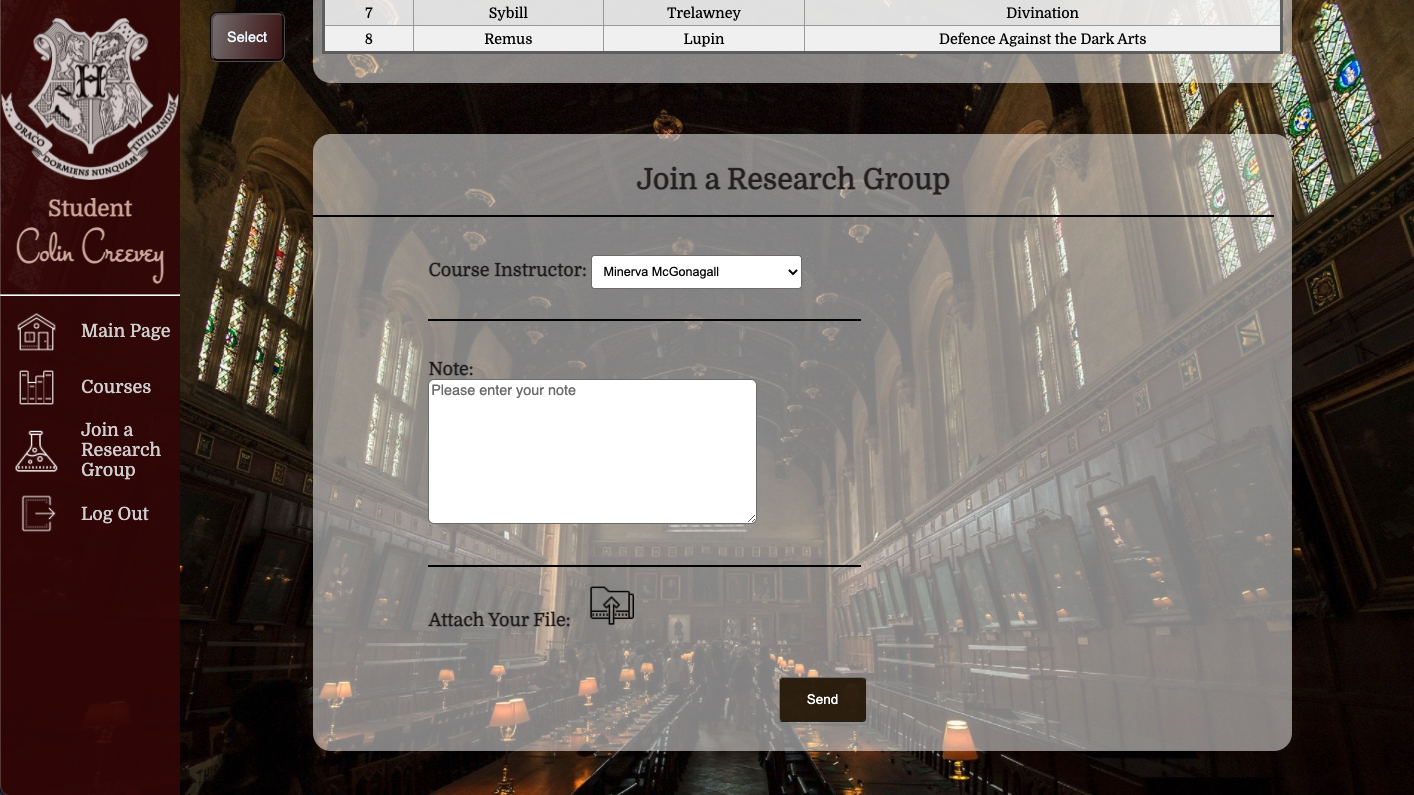 Select
7 Sybill Trelawney Divination
8 Remus Lupin Defence Against the Dark Arts
H
DRACO DORMIENS NUNQUAM TITILLANDUS
Student
Colin Creevey
Main Page
Courses
Join a
Research
Group
Log Out
Join a Research Group
Course Instructor: Minerva McGonagall
Note:
Please enter your note
Attach Your File:
Send